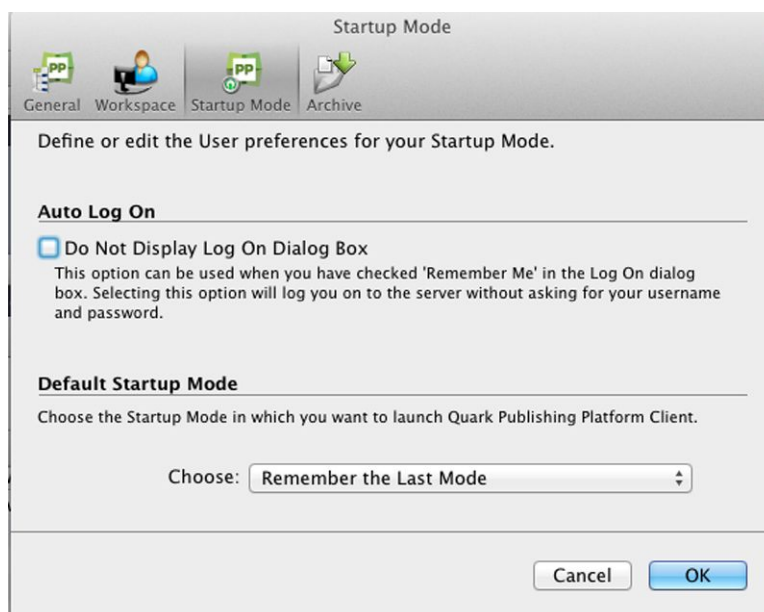 Startup Mode
PP PP
General Workspace Startup Mode Archive
Define or edit the User preferences for your Startup Mode.
Auto Log On
Do Not Display Log On Dialog Box
This option can be used when you have checked 'Remember Me' in the Log On dialog
box. Selecting this option will log you on to the server without asking for your username
and password.
Default Startup Mode
Choose the Startup Mode in which you want to launch Quark Publishing Platform Client.
Choose: Remember the Last Mode
Cancel OK